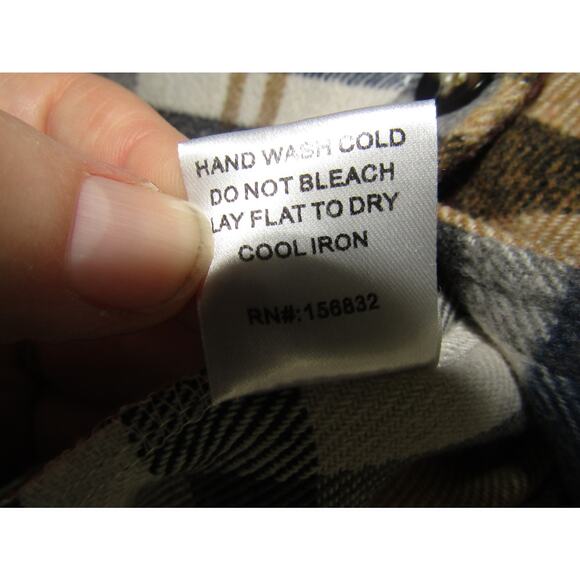 HAND WASH COLD
DO NOT BLEACH
LAY FLAT TO DRY
COOL IRON
RN#:156832